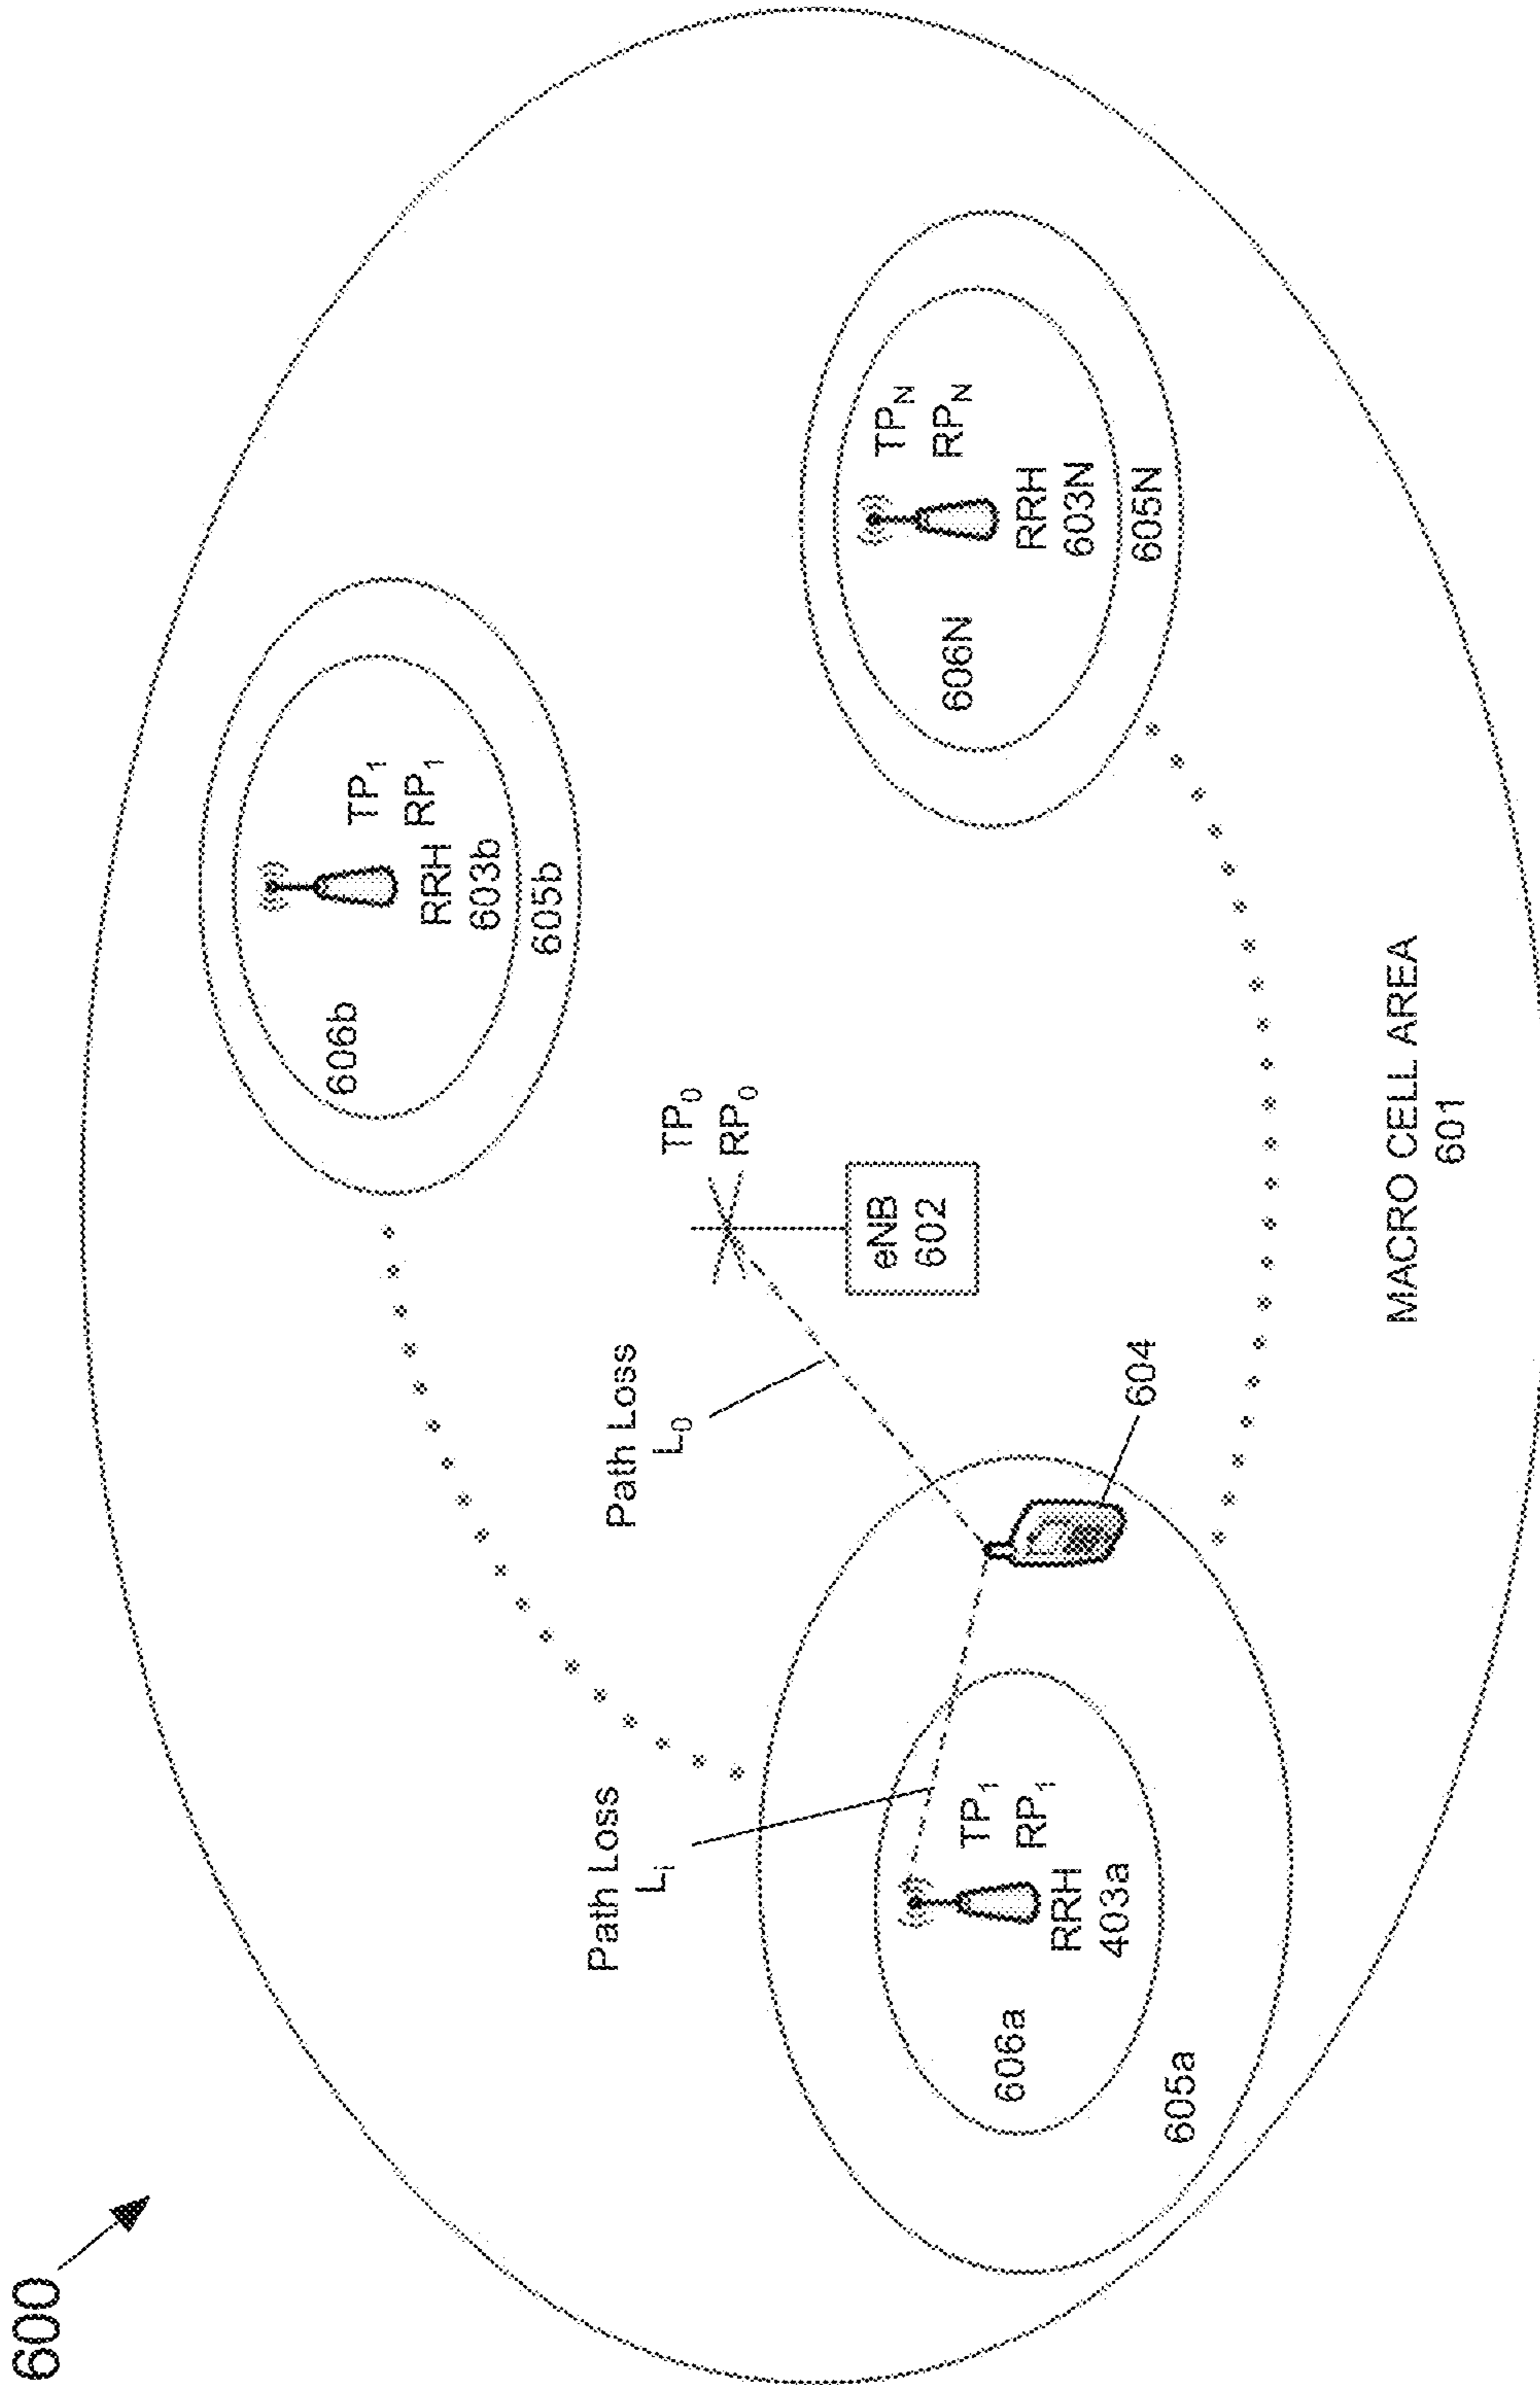 600
606b
TP1
RP1
RRH
603b
605b
TP0
RP0
eNB
602
Path Loss
L0
Path Loss
Li
606a
TP1
RP1
RRH
403a
605a
604
606N
TPN
RPN
RRH
603N
605N
MACRO CELL AREA
601